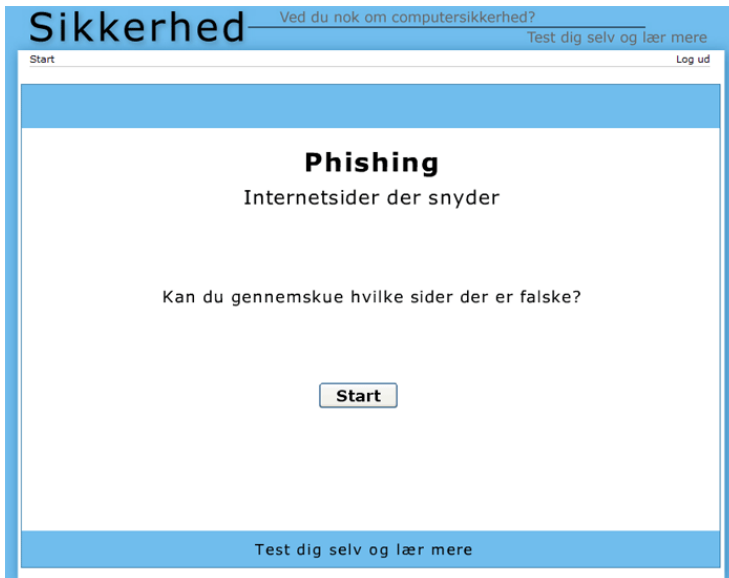 Sikkerhed
Ved du nok om computersikkerhed?
Test dig selv og lær mere
Start
Log ud
Phishing
Internetsider der snyder
Kan du gennemskue hvilke sider der er falske?
Start
Test dig selv og lær mere